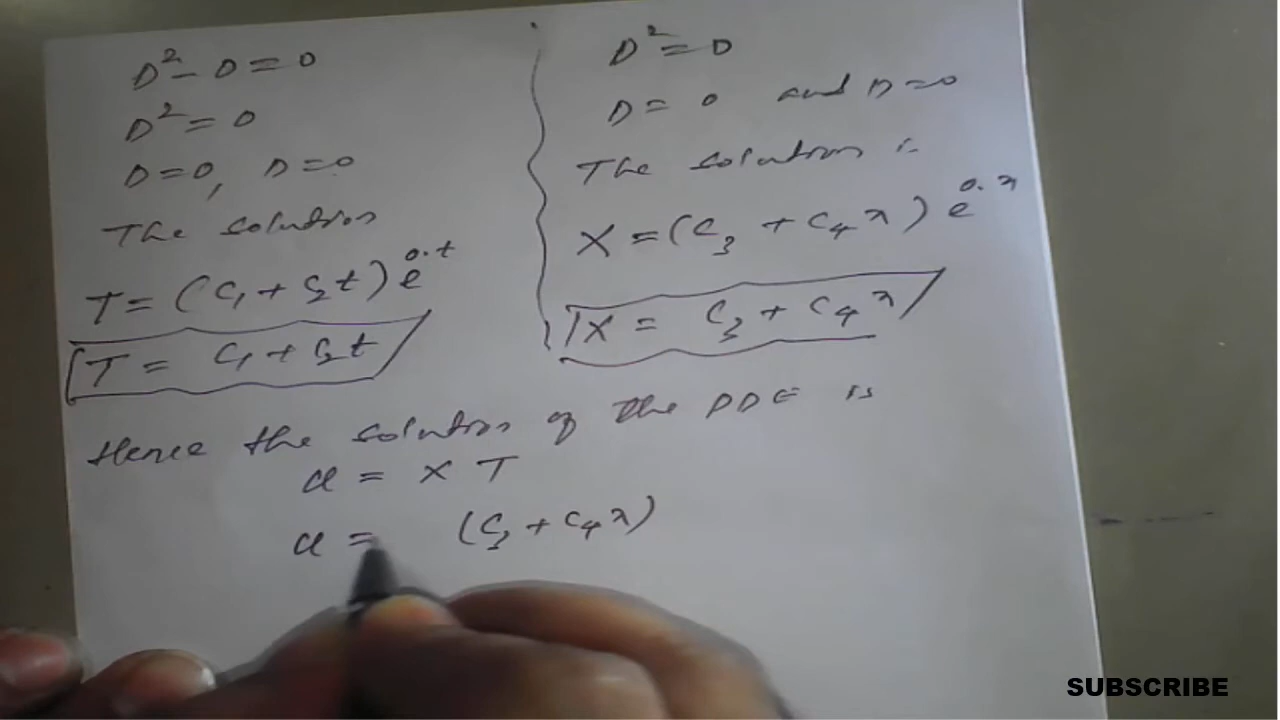 D² - 0 = 0
D² = 0
D = 0, D = 0
The solution
T = (C₁ + C₂t) e^{0.t}
T = C₁ + C₂t
D² = 0
D = 0 and D = 0
The solution is
X = (C₃ + C₄x) e^{0.x}
X = C₃ + C₄x
Hence the solution of the PDE is
u = X T
u = (C₃ + C₄x)
SUBSCRIBE